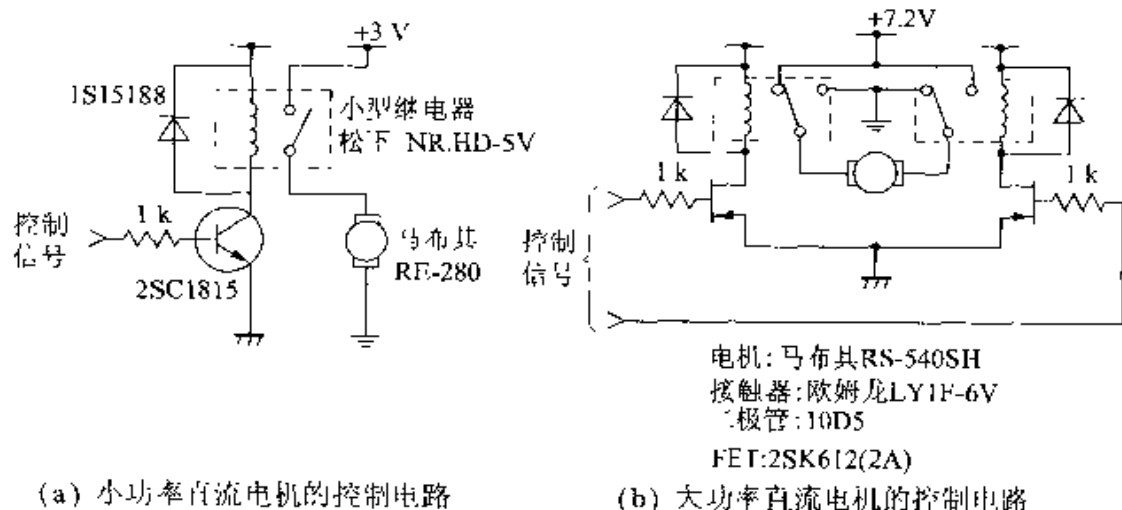 +3 V
1S15188
小型继电器
松下 NR.HD-5V
1 k
控制
信号
2SC1815
马布其
RE-280
(a) 小功率直流电机的控制电路
+7.2V
1 k
1 k
控制
信号
电机:马布其RS-540SH
接触器:欧姆龙LY1F-6V
极管:10D5
FET:2SK612(2A)
(b) 大功率直流电机的控制电路